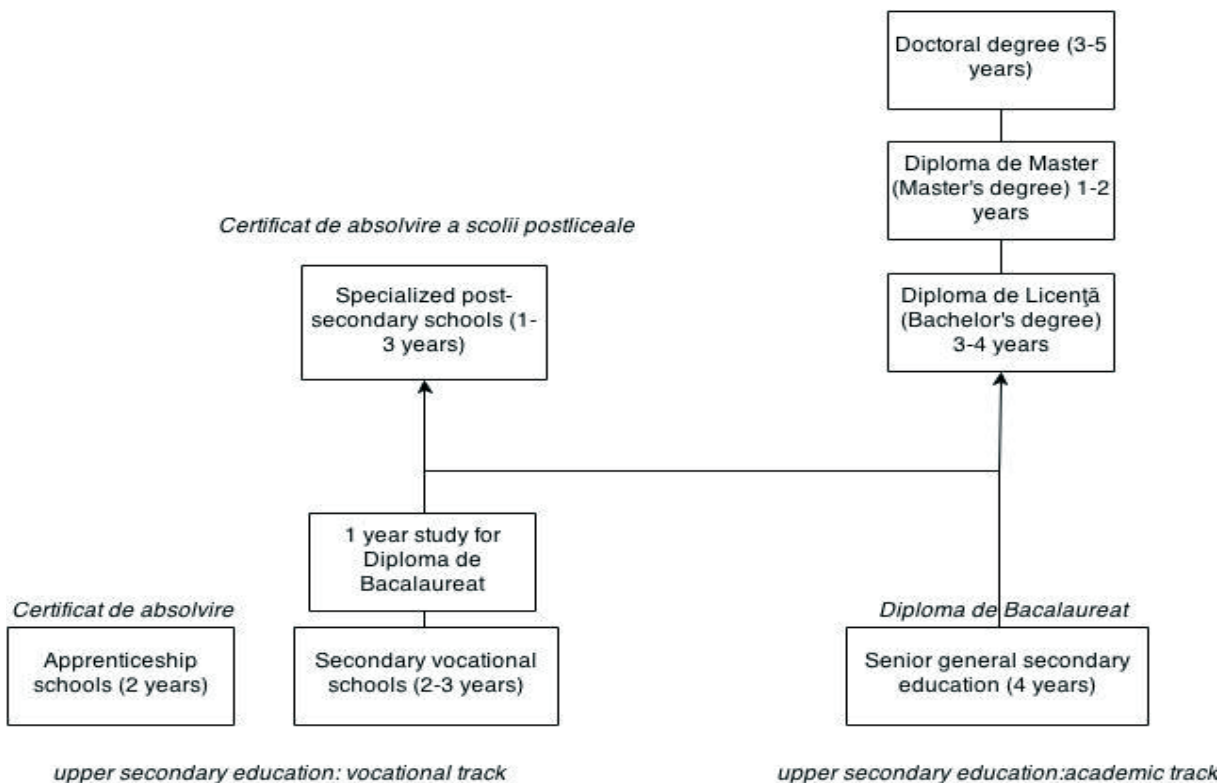 Doctoral degree (3-5
years)
Diploma de Master
(Master's degree) 1-2
years
Certificat de absolvire a scolii postliceale
Specialized post-
secondary schools (1-
3 years)
Diploma de Licenţă
(Bachelor's degree)
3-4 years
1 year study for
Diploma de
Bacalaureat
Certificat de absolvire
Diploma de Bacalaureat
Apprenticeship
schools (2 years)
Secondary vocational
schools (2-3 years)
Senior general secondary
education (4 years)
upper secondary education: vocational track
upper secondary education:academic track